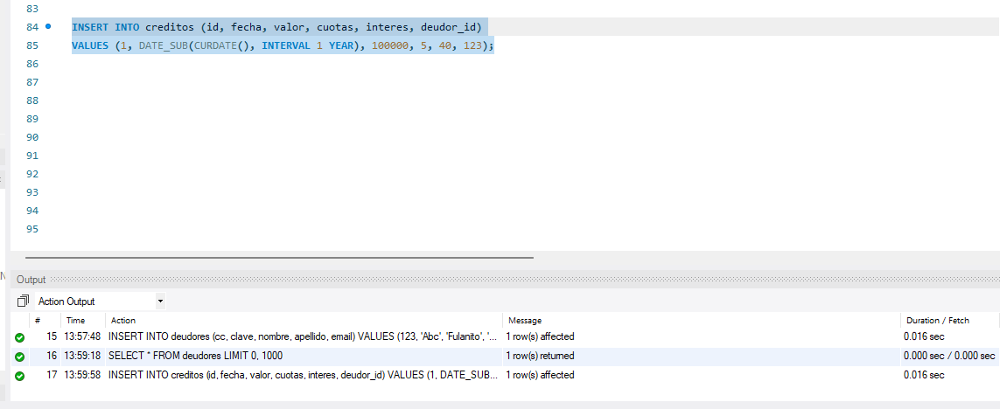 83
84 INSERT INTO creditos (id, fecha, valor, cuotas, interes, deudor_id)
85 VALUES (1, DATE_SUB(CURDATE(), INTERVAL 1 YEAR), 100000, 5, 40, 123);
86
87
88
89
90
91
92
93
94
95
Output
Action Output
# Time Action Message Duration / Fetch
15 13:57:48 INSERT INTO deudores (cc, clave, nombre, apellido, email) VALUES (123, 'Abc', 'Fulanito', '... 1 row(s) affected 0.016 sec
16 13:59:18 SELECT * FROM deudores LIMIT 0, 1000 1 row(s) returned 0.000 sec / 0.000 sec
17 13:59:58 INSERT INTO creditos (id, fecha, valor, cuotas, interes, deudor_id) VALUES (1, DATE_SUB... 1 row(s) affected 0.016 sec